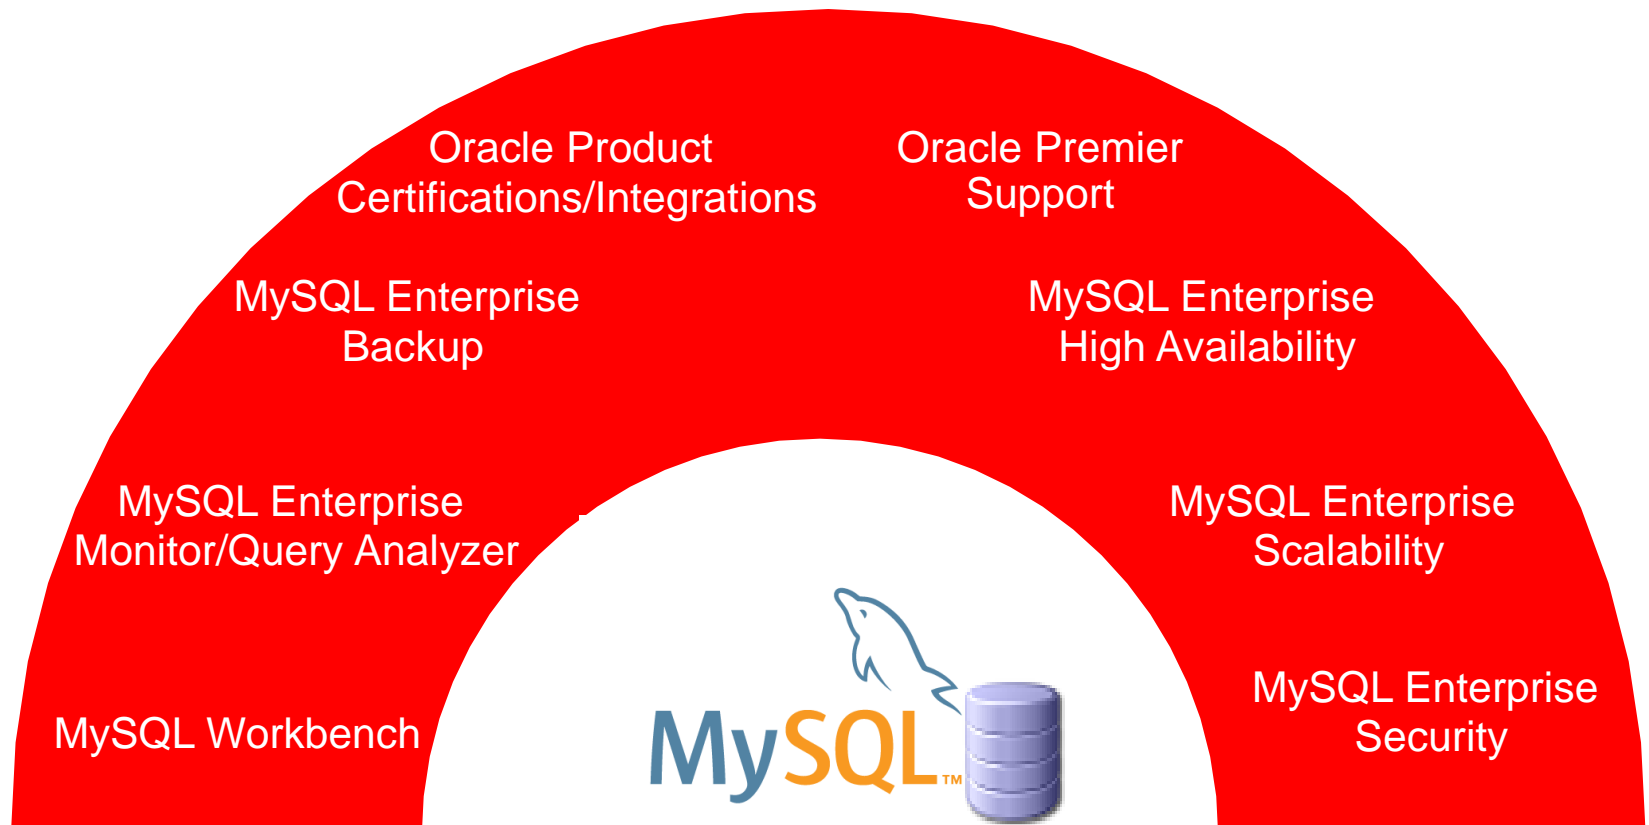 Oracle Product
Certifications/Integrations
Oracle Premier
Support
MySQL Enterprise
Backup
MySQL Enterprise
High Availability
MySQL Enterprise
Monitor/Query Analyzer
MySQL Enterprise
Scalability
MySQL Workbench
MySQL Enterprise
Security
MySQL™